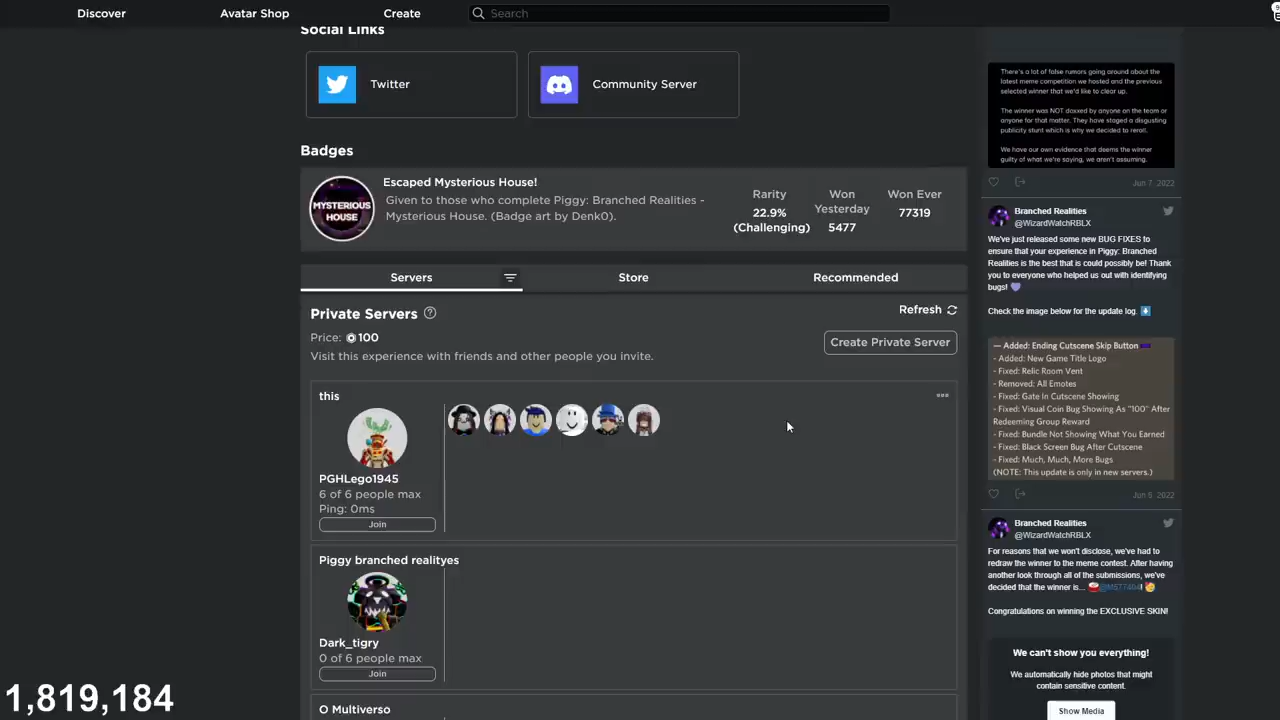 Discover
Avatar Shop
Create
Search
Social Links
Twitter
Community Server
Badges
MYSTERIOUS
HOUSE
Escaped Mysterious House!
Given to those who complete Piggy: Branched Realities -
Mysterious House. (Badge art by Denk0).
Rarity
22.9%
(Challenging)
Won
Yesterday
5477
Won Ever
77319
Servers
Store
Recommended
Private Servers
Refresh
Price: 100
Visit this experience with friends and other people you invite.
Create Private Server
this
PGHLego1945
6 of 6 people max
Ping: 0ms
Join
Piggy branched realityes
Dark_tigry
0 of 6 people max
Join
O Multiverso
1,819,184
There's a lot of false rumors going around about the
latest meme competition we hosted and the previous
selected winner that we'd like to clear up.
The winner was NOT doxxed by anyone on the team or
anyone for that matter. They have staged a disgusting
publicity stunt which is why we decided to reroll.
We have our own evidence that deems the winner
guilty of what we're saying, we aren't assuming.
Jun 7, 2022
Branched Realities
@WizardWatchRBLX
We've just released some new BUG FIXES to
ensure that your experience in Piggy: Branched
Realities is the best that is could possibly be! Thank
you to everyone who helped us out with identifying
bugs!
Check the image below for the update log.
— Added: Ending Cutscene Skip Button
- Added: New Game Title Logo
- Fixed: Relic Room Vent
- Removed: All Emotes
- Fixed: Gate In Cutscene Showing
- Fixed: Visual Coin Bug Showing As "100" After
Redeeming Group Reward
- Fixed: Bundle Not Showing What You Earned
- Fixed: Black Screen Bug After Cutscene
- Fixed: Much, Much, More Bugs
(NOTE: This update is only in new servers.)
Branched Realities
@WizardWatchRBLX
For reasons that we won't disclose, we've had to
redraw the winner to the meme contest. After having
another look through all of the submissions, we've
decided that the winner is...
Congratulations on winning the EXCLUSIVE SKIN!
We can't show you everything!
We automatically hide photos that might
contain sensitive content.
Show Media